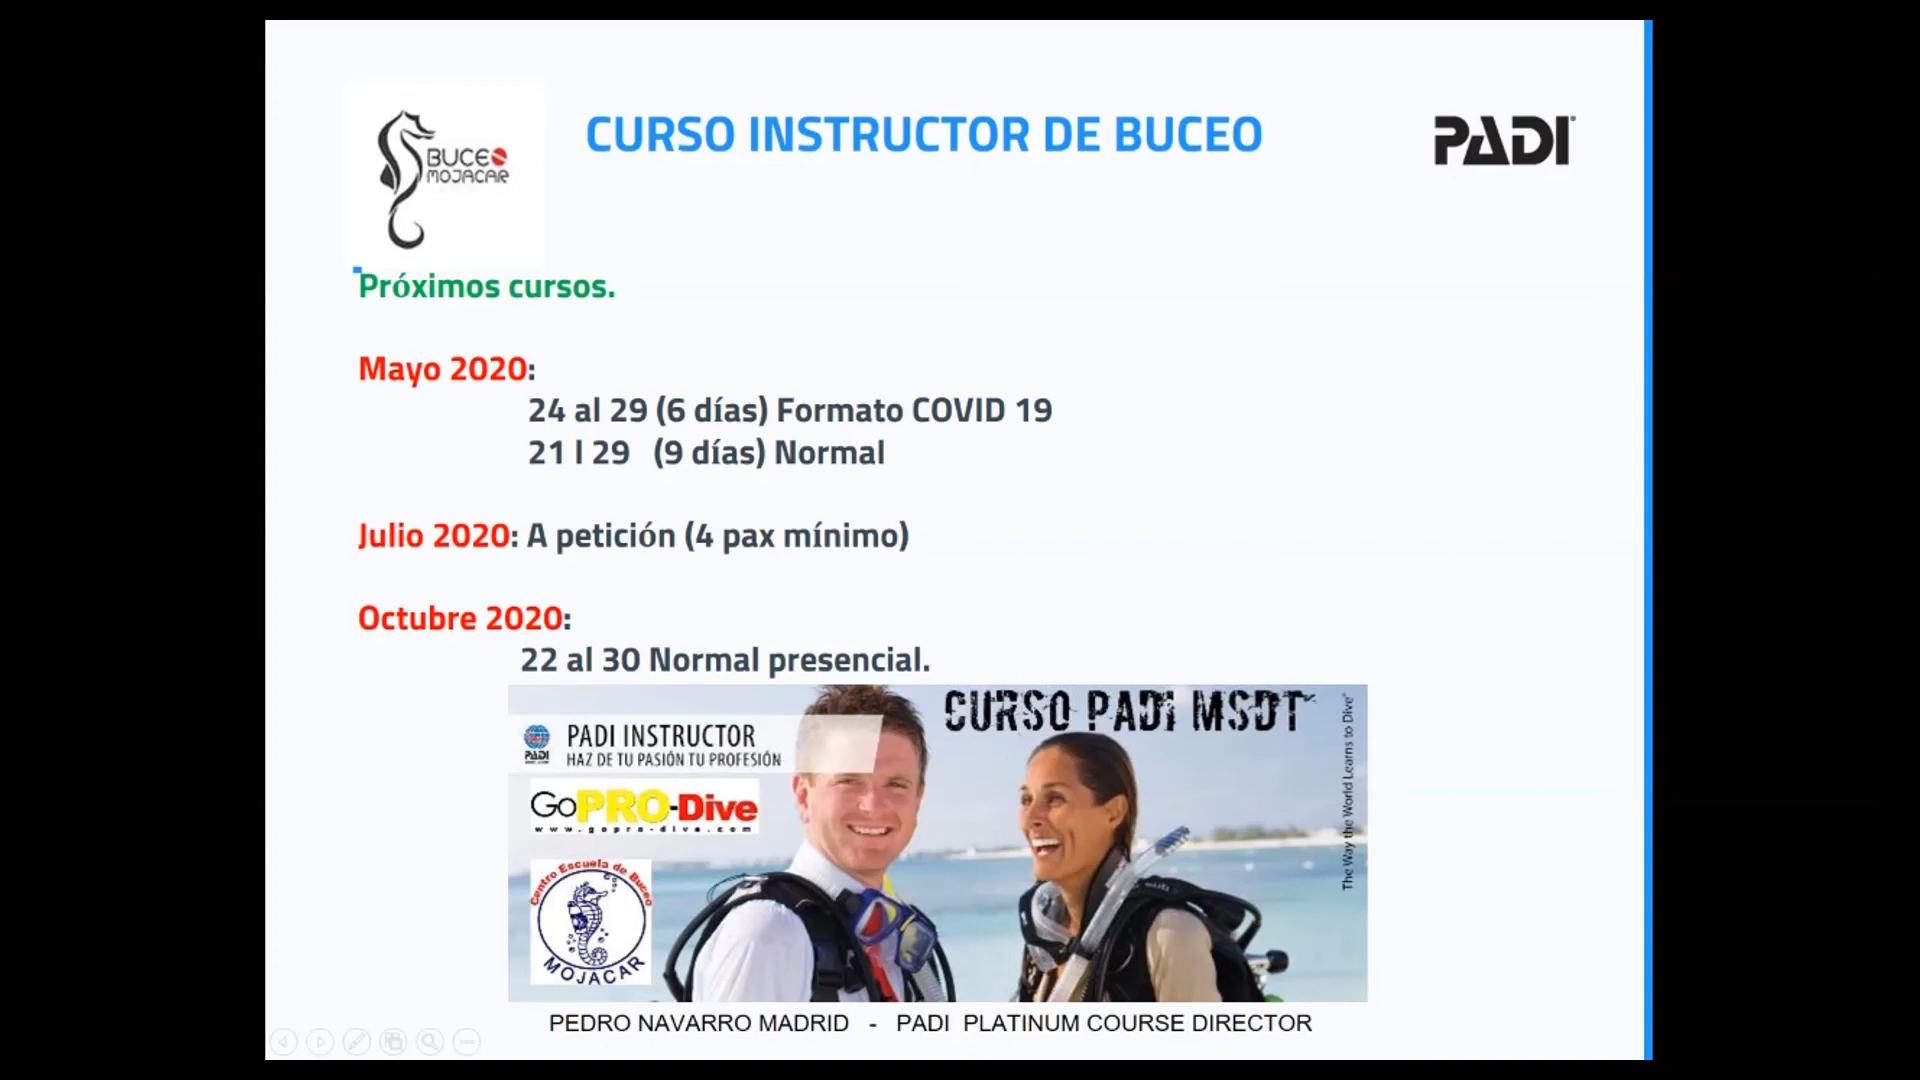 BUCEO
MOJACAR
CURSO INSTRUCTOR DE BUCEO
PADI
Próximos cursos.
Mayo 2020:
24 al 29 (6 días) Formato COVID 19
21 l 29 (9 días) Normal
Julio 2020: A petición (4 pax mínimo)
Octubre 2020:
22 al 30 Normal presencial.
CURSO PADI MSDT
PADI
PADI INSTRUCTOR
HAZ DE TU PASIÓN TU PROFESIÓN
GoPRO-Dive
www.gopro-dive.com
Centro Escuela de Buceo
MOJACAR
The Way the World Learns to Dive
PEDRO NAVARRO MADRID - PADI PLATINUM COURSE DIRECTOR